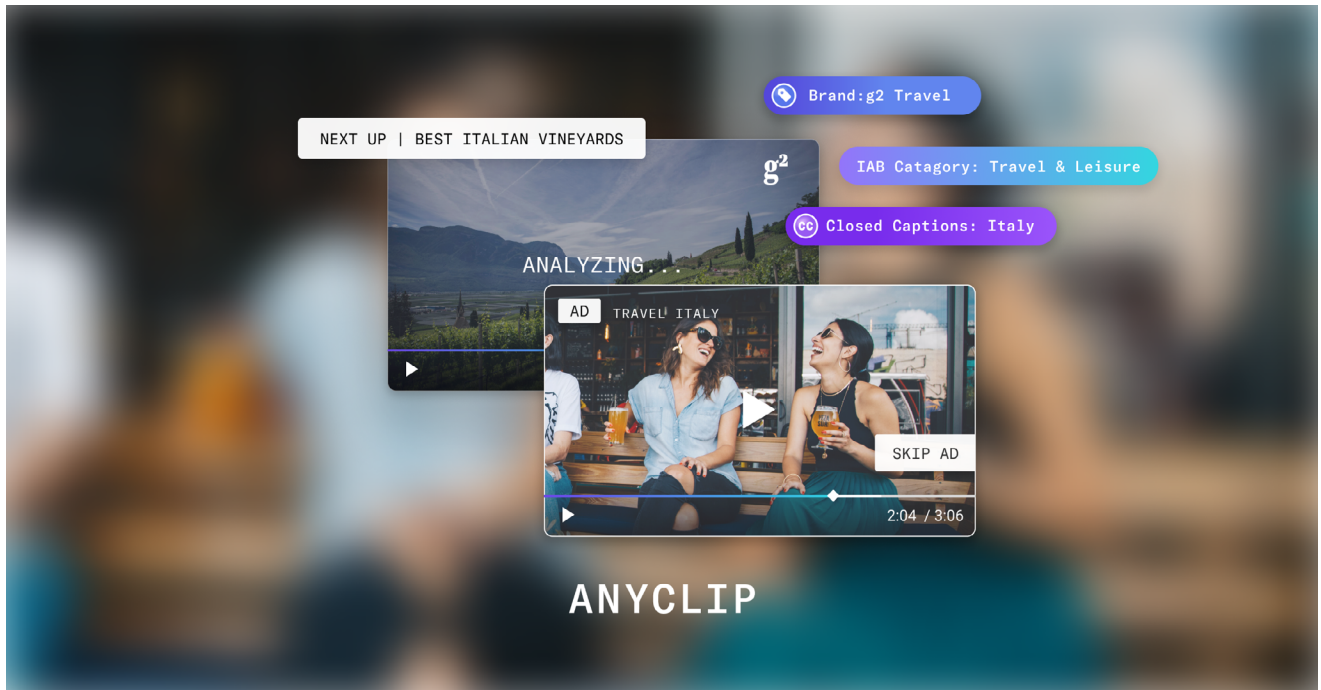 Brand:g2 Travel
NEXT UP | BEST ITALIAN VINEYARDS
g²
IAB Catagory: Travel & Leisure
CC Closed Captions: Italy
ANALYZING...
AD TRAVEL ITALY
SKIP AD
2:04 / 3:06
ANYCLIP